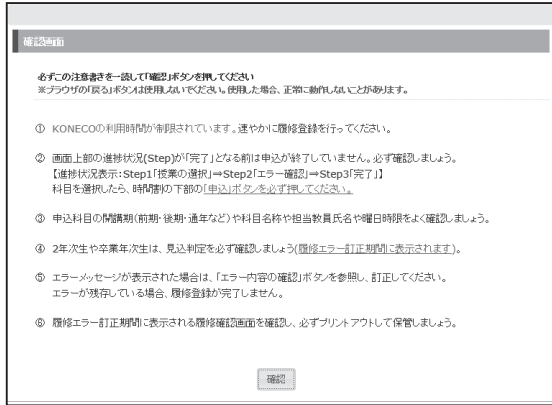 確認画面
必ずこの注意書きを一読して「確認」ボタンを押してください
※ブラウザの「戻る」ボタンは使用しないでください。使用した場合、正常に動作しないことがあります。
① KONECOの利用時間が制限されています。速やかに履修登録を行ってください。
② 画面上部の進捗状況(Step)が「完了」となる前は申込が終了していません。必ず確認しましょう。
【進捗状況表示:Step1「授業の選択」⇒Step2「エラー確認」⇒Step3「完了」】
科目を選択したら、時間割の下部の「申込」ボタンを必ず押してください。
③ 申込科目の開講期(前期・後期・通年など)や科目名称や担当教員氏名や曜日時限をよく確認しましょう。
④ 2年次生や卒業年次生は、見込判定を必ず確認しましょう(履修エラー訂正期間に表示されます)。
⑤ エラーメッセージが表示された場合は、「エラー内容の確認」ボタンを参照し、訂正してください。
エラーが残存している場合、履修登録が完了しません。
⑥ 履修エラー訂正期間に表示される履修確認画面を確認し、必ずプリントアウトして保管しましょう。
確認